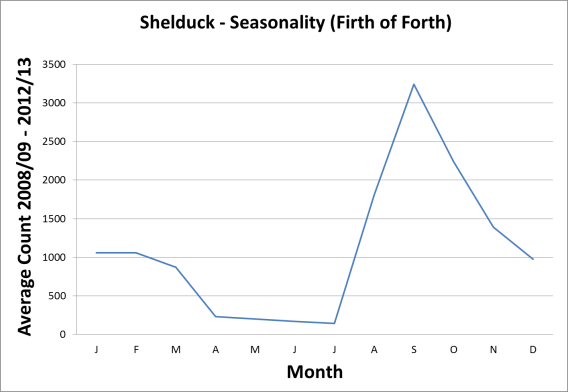 Shelduck - Seasonality (Firth of Forth)
Average Count 2008/09 - 2012/13
3500
3000
2500
2000
1500
1000
500
0
J F M A M J J A S O N D
Month